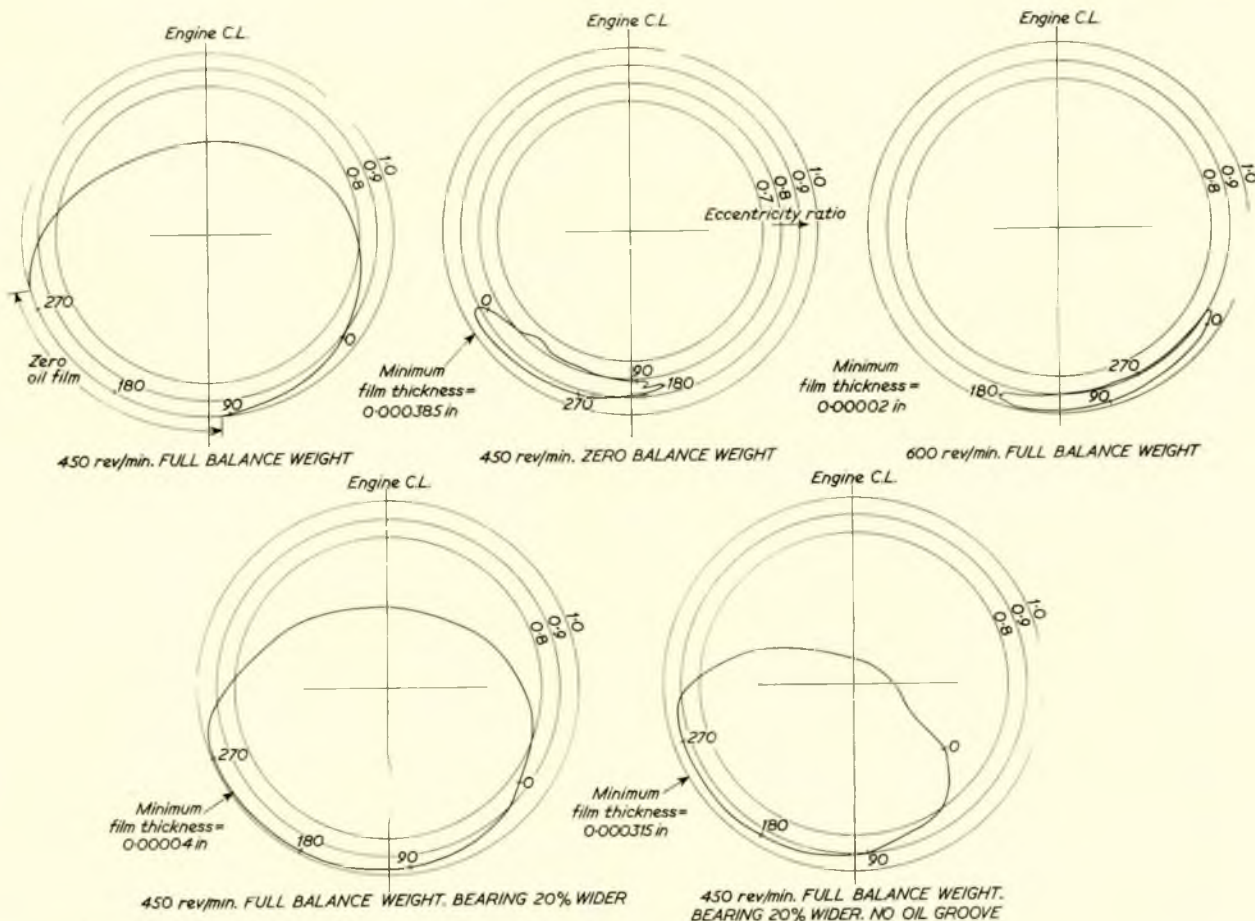 Engine C.L.
0·8
0·9
1·0
270
0
Zero
oil film
180
90
450 rev/min. FULL BALANCE WEIGHT
Engine C.L.
0·7
0·8
0·9
1·0
Eccentricity ratio
0
Minimum
film thickness=
0·000385 in
90
180
270
450 rev/min. ZERO BALANCE WEIGHT
Engine C.L.
0·8
0·9
1·0
0
Minimum
film thickness=
0·00002 in
270
180
90
600 rev/min. FULL BALANCE WEIGHT
Engine C.L.
0·8
0·9
1·0
270
0
Minimum
film thickness=
0·00004 in
180
90
450 rev/min. FULL BALANCE WEIGHT. BEARING 20% WIDER
Engine C.L.
0·8
0·9
1·0
270
0
Minimum
film thickness=
0·000315 in
180
90
450 rev/min. FULL BALANCE WEIGHT.
BEARING 20% WIDER. NO OIL GROOVE